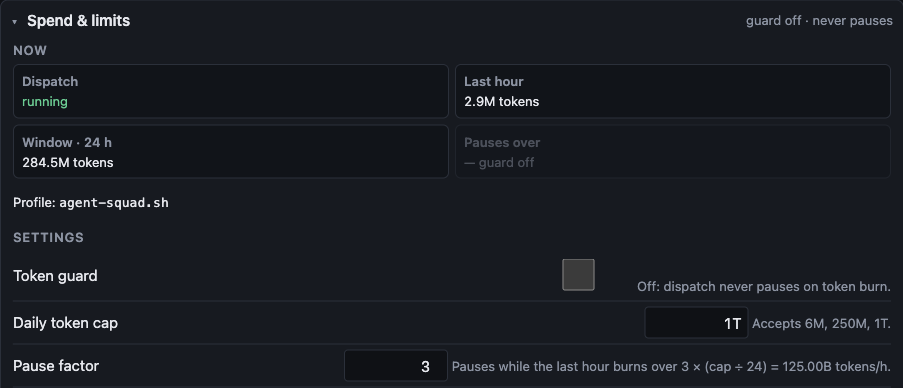 Spend & limits
guard off · never pauses
NOW
Dispatch
running
Last hour
2.9M tokens
Window · 24 h
284.5M tokens
Pauses over
— guard off
Profile: agent-squad.sh
SETTINGS
Token guard
Off: dispatch never pauses on token burn.
Daily token cap
1T Accepts 6M, 250M, 1T.
Pause factor
3 Pauses while the last hour burns over 3 × (cap ÷ 24) = 125.00B tokens/h.